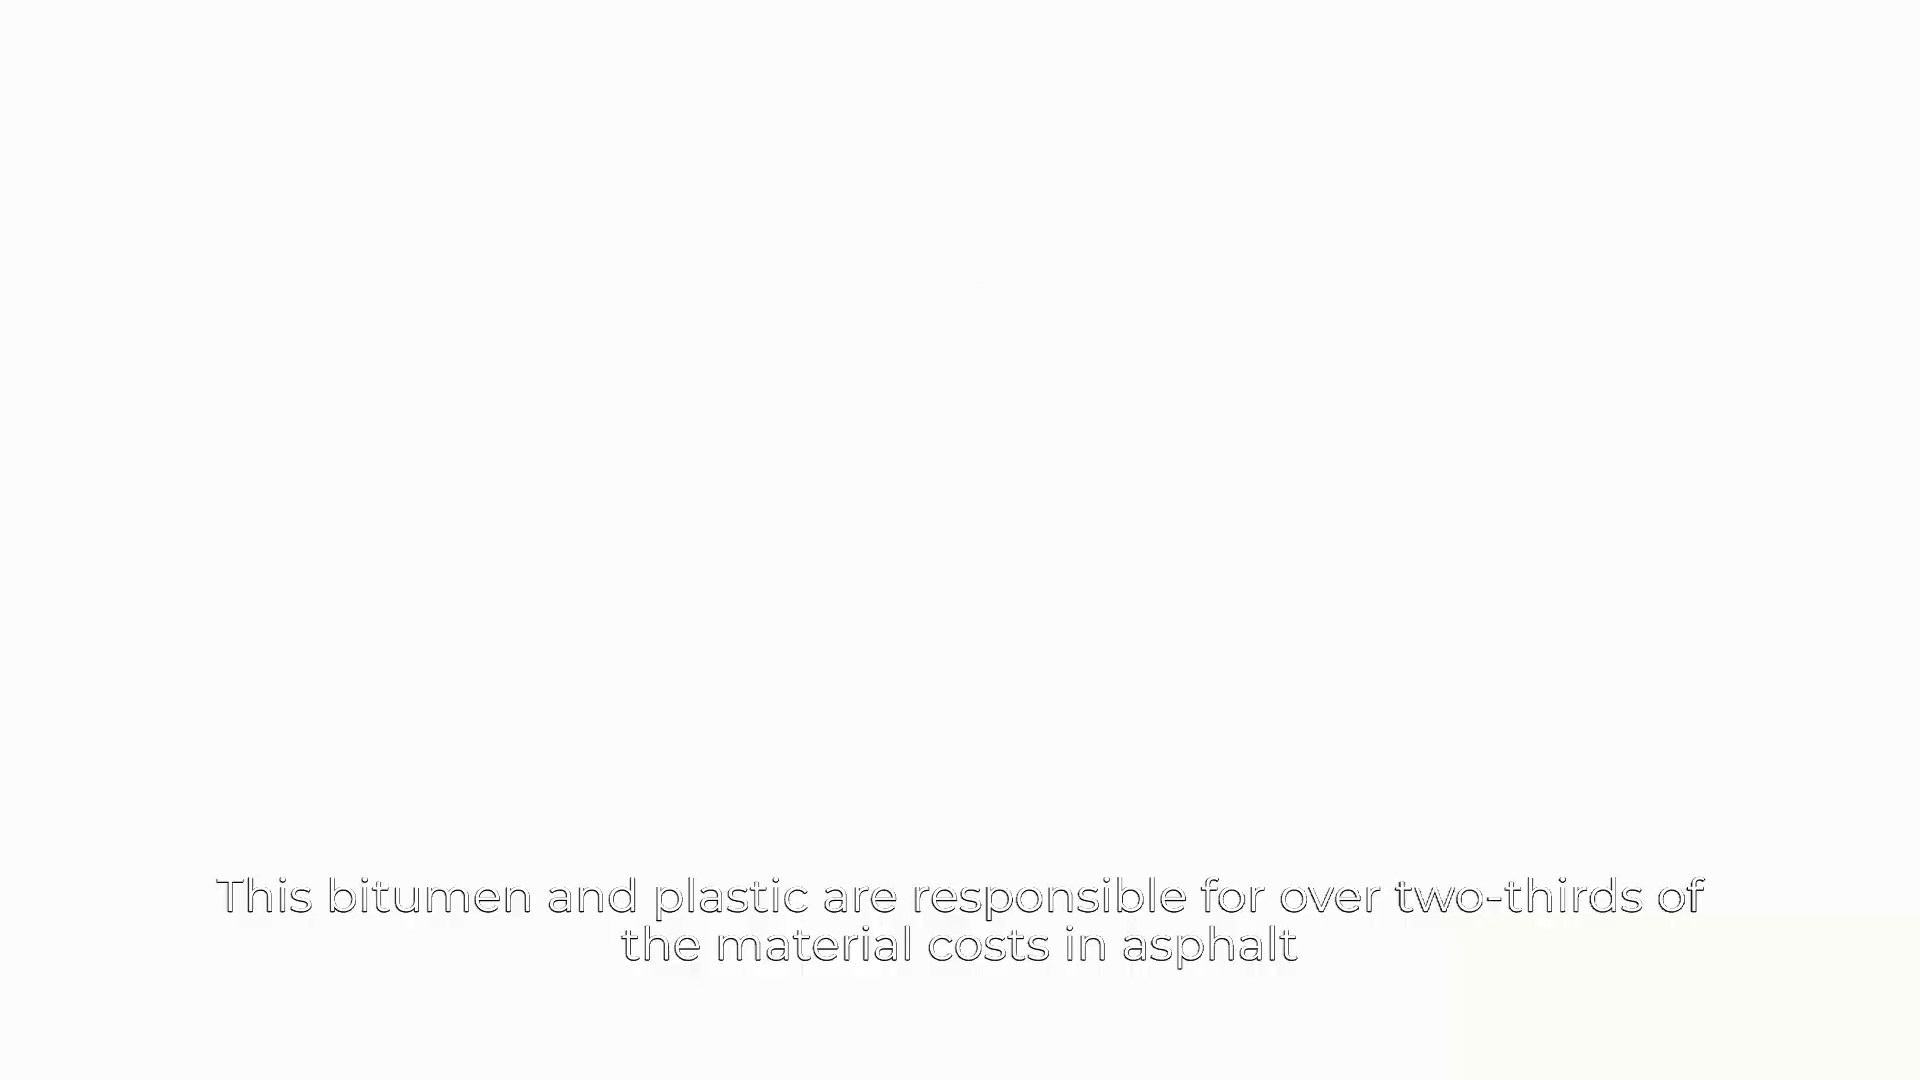 This bitumen and plastic are responsible for over two-thirds of
the material costs in asphalt